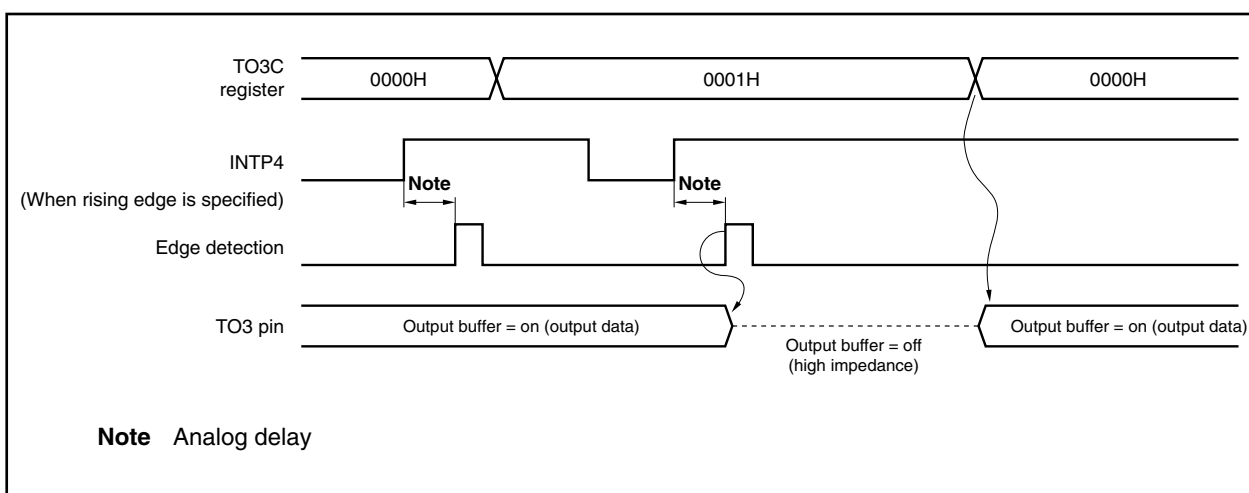 TO3C
register
0000H
0001H
0000H
INTP4
(When rising edge is specified)
Note
Note
Edge detection
TO3 pin
Output buffer = on (output data)
Output buffer = off
(high impedance)
Output buffer = on (output data)
Note Analog delay